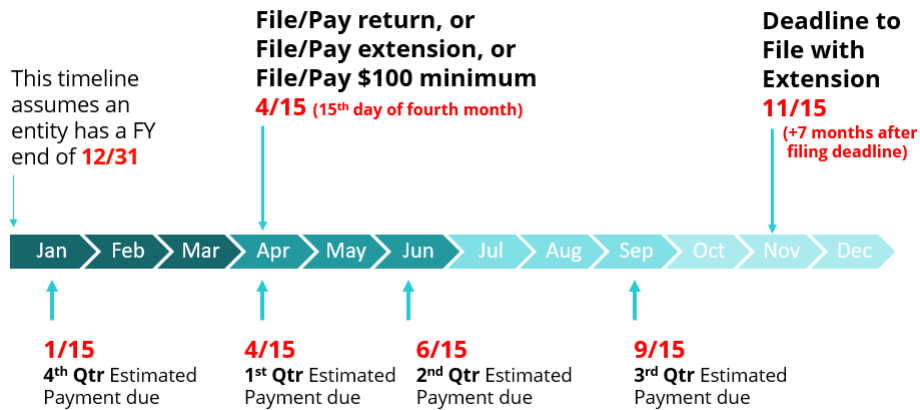 This timeline
assumes an
entity has a FY
end of 12/31
File/Pay return, or
File/Pay extension, or
File/Pay $100 minimum
4/15 (15th day of fourth month)
Deadline to
File with
Extension
11/15
(+7 months after
filing deadline)
Jan Feb Mar Apr May Jun Jul Aug Sep Oct Nov Dec
1/15
4th Qtr Estimated
Payment due
4/15
1st Qtr Estimated
Payment due
6/15
2nd Qtr Estimated
Payment due
9/15
3rd Qtr Estimated
Payment due